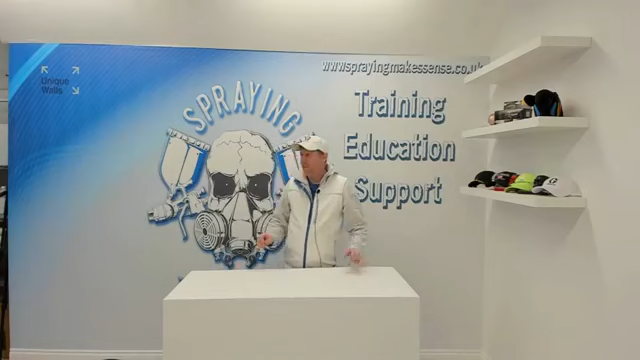 Unique
Walls
www.sprayingmakessense.co.uk
SPRAYING
Training
Education
Support